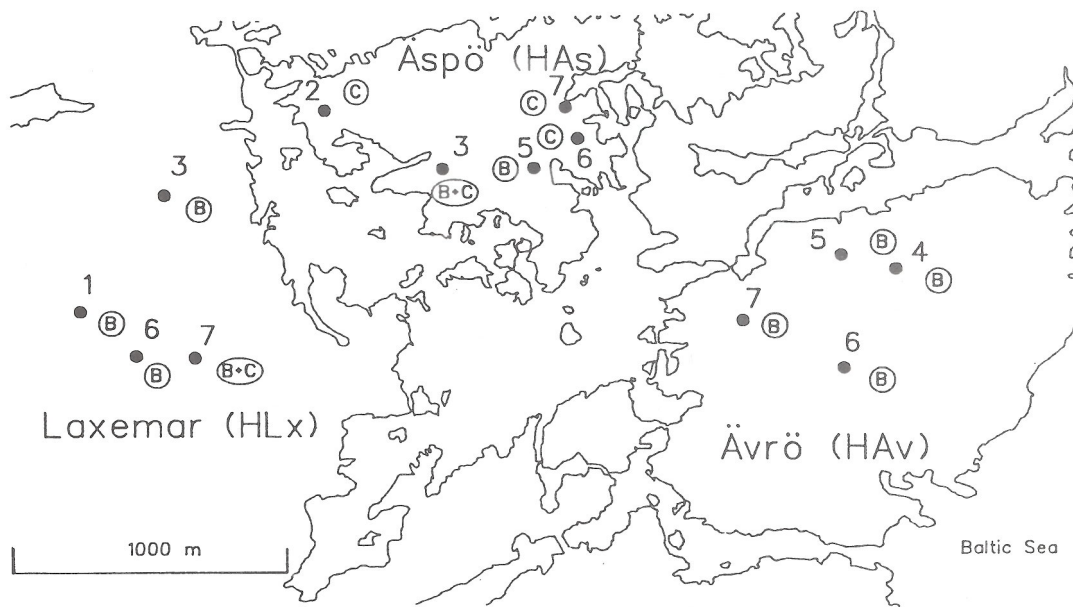 Äspö (HAs)
2 C
C 7
C 6
3 B+C
B 5
3 B
5 B 4 B
1 B
7 B
6 B
7 B+C
6 B
Laxemar (HLx)
Ävrö (HAv)
1000 m
Baltic Sea